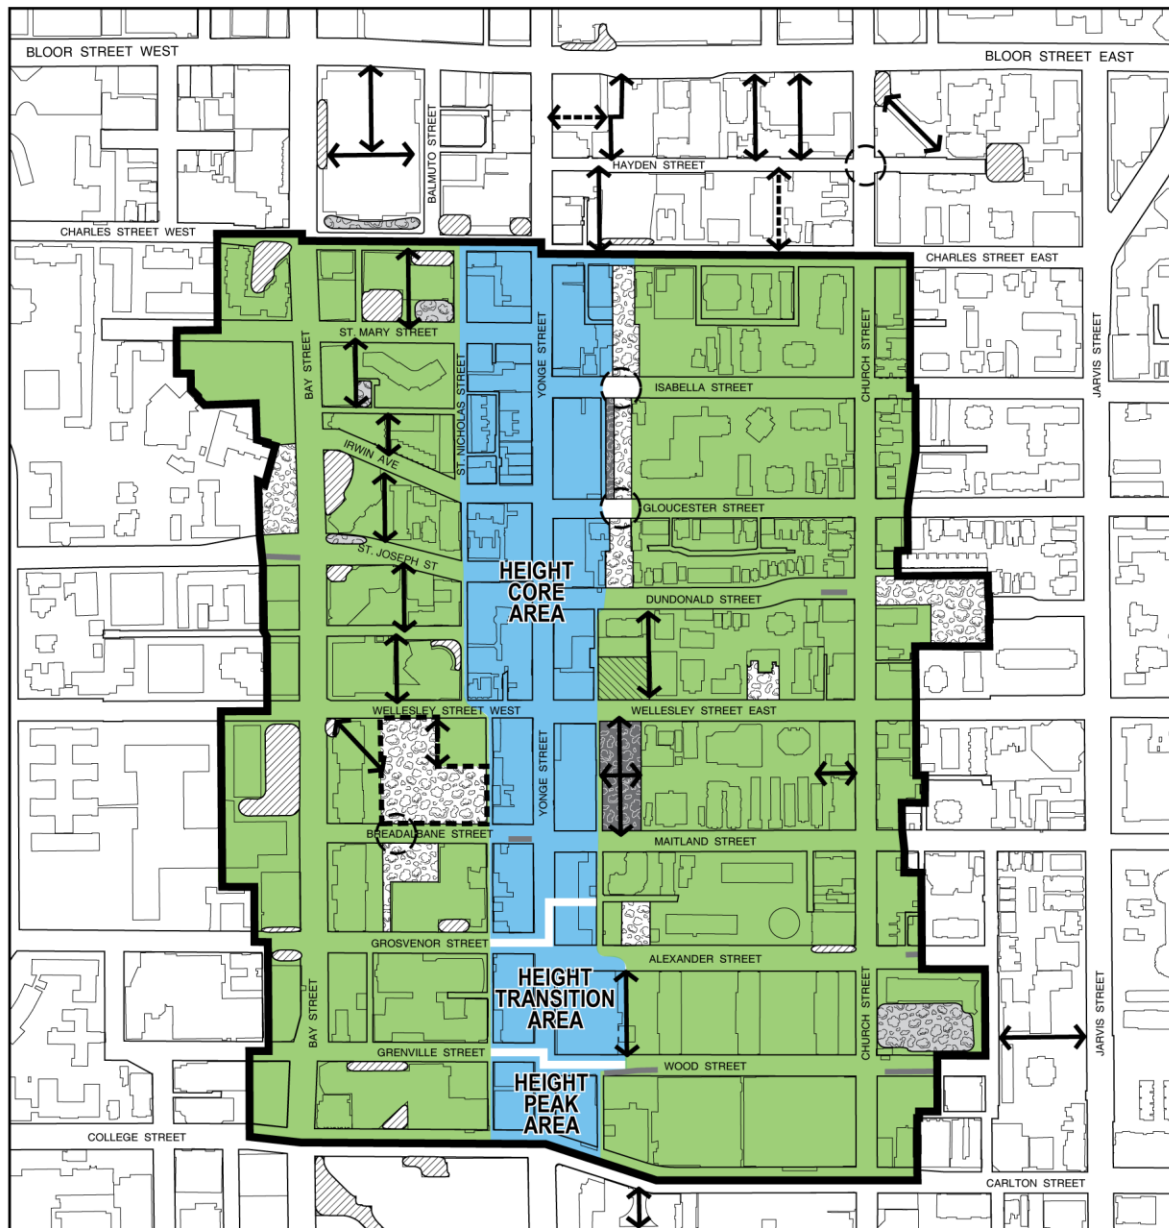 BLOOR STREET WEST
BLOOR STREET EAST
BALMUTO STREET
HAYDEN STREET
CHARLES STREET WEST
CHARLES STREET EAST
ST. MARY STREET
BAY STREET
ST. NICHOLAS STREET
YONGE STREET
ISABELLA STREET
CHURCH STREET
JARVIS STREET
IRWIN AVE
GLOUCESTER STREET
ST. JOSEPH ST
HEIGHT
CORE
AREA
DUNDONALD STREET
WELLESLEY STREET WEST
WELLESLEY STREET EAST
YONGE STREET
BREADALBANE STREET
MAITLAND STREET
GROSVENOR STREET
ALEXANDER STREET
HEIGHT
TRANSITION
AREA
BAY STREET
CHURCH STREET
JARVIS STREET
GRENVILLE STREET
WOOD STREET
HEIGHT
PEAK
AREA
COLLEGE STREET
CARLTON STREET